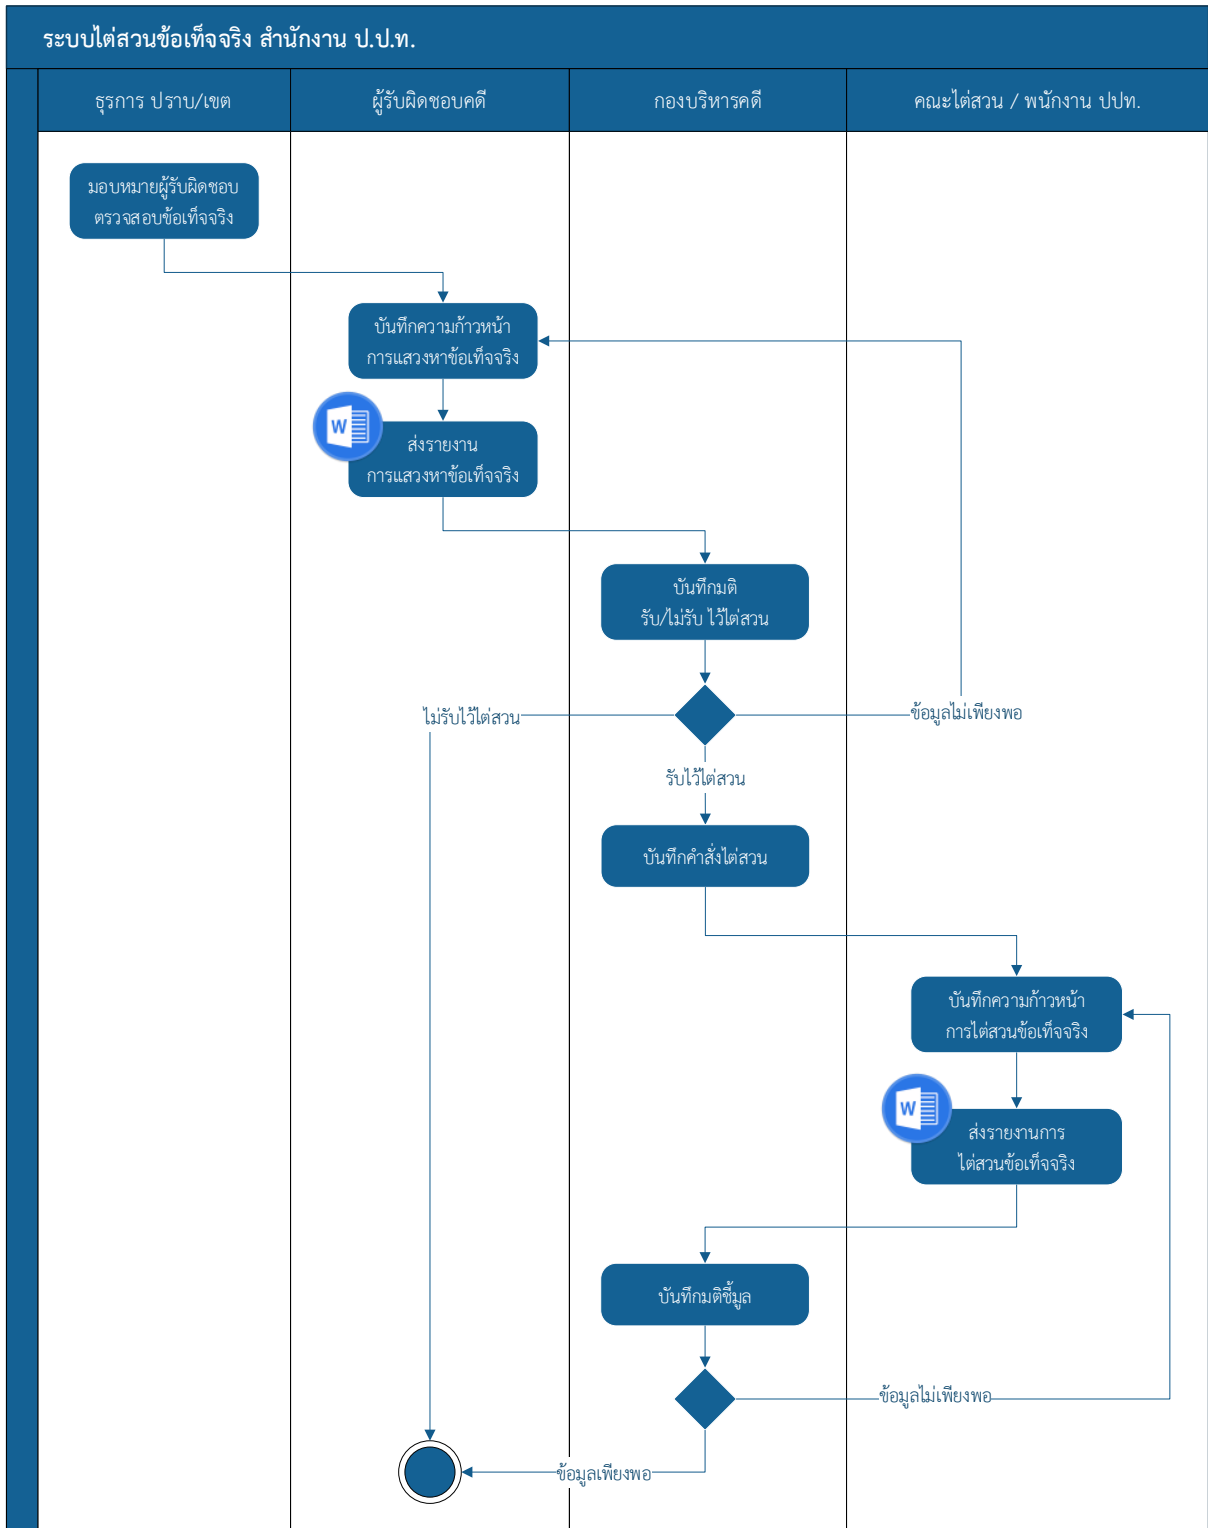 ระบบไต่สวนข้อเท็จจริง สำนักงาน ป.ป.ท.
ธุรการ ปราบ/เขต
ผู้รับผิดชอบคดี
กองบริหารคดี
คณะไต่สวน / พนักงาน ปปท.
มอบหมายผู้รับผิดชอบ
ตรวจสอบข้อเท็จจริง
บันทึกความก้าวหน้า
การแสวงหาข้อเท็จจริง
W
ส่งรายงาน
การแสวงหาข้อเท็จจริง
บันทึกมติ
รับ/ไม่รับ ไว้ไต่สวน
ไม่รับไว้ไต่สวน
ข้อมูลไม่เพียงพอ
รับไว้ไต่สวน
บันทึกคำสั่งไต่สวน
บันทึกความก้าวหน้า
การไต่สวนข้อเท็จจริง
W
ส่งรายงานการ
ไต่สวนข้อเท็จจริง
บันทึกมติชี้มูล
ข้อมูลไม่เพียงพอ
ข้อมูลเพียงพอ